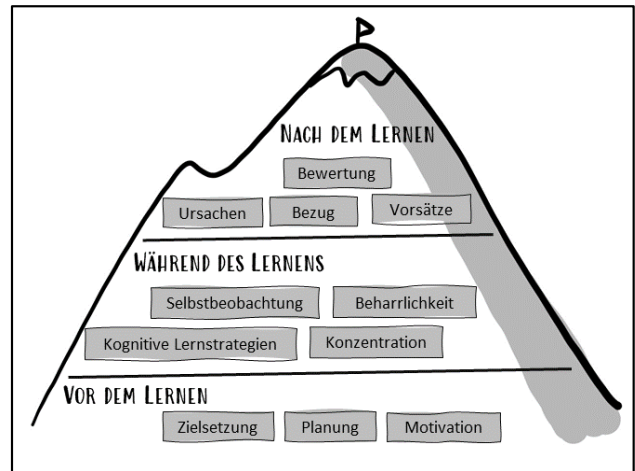 NACH DEM LERNEN
Bewertung
Ursachen Bezug Vorsätze
WÄHREND DES LERNENS
Selbstbeobachtung Beharrlichkeit
Kognitive Lernstrategien Konzentration
VOR DEM LERNEN
Zielsetzung Planung Motivation